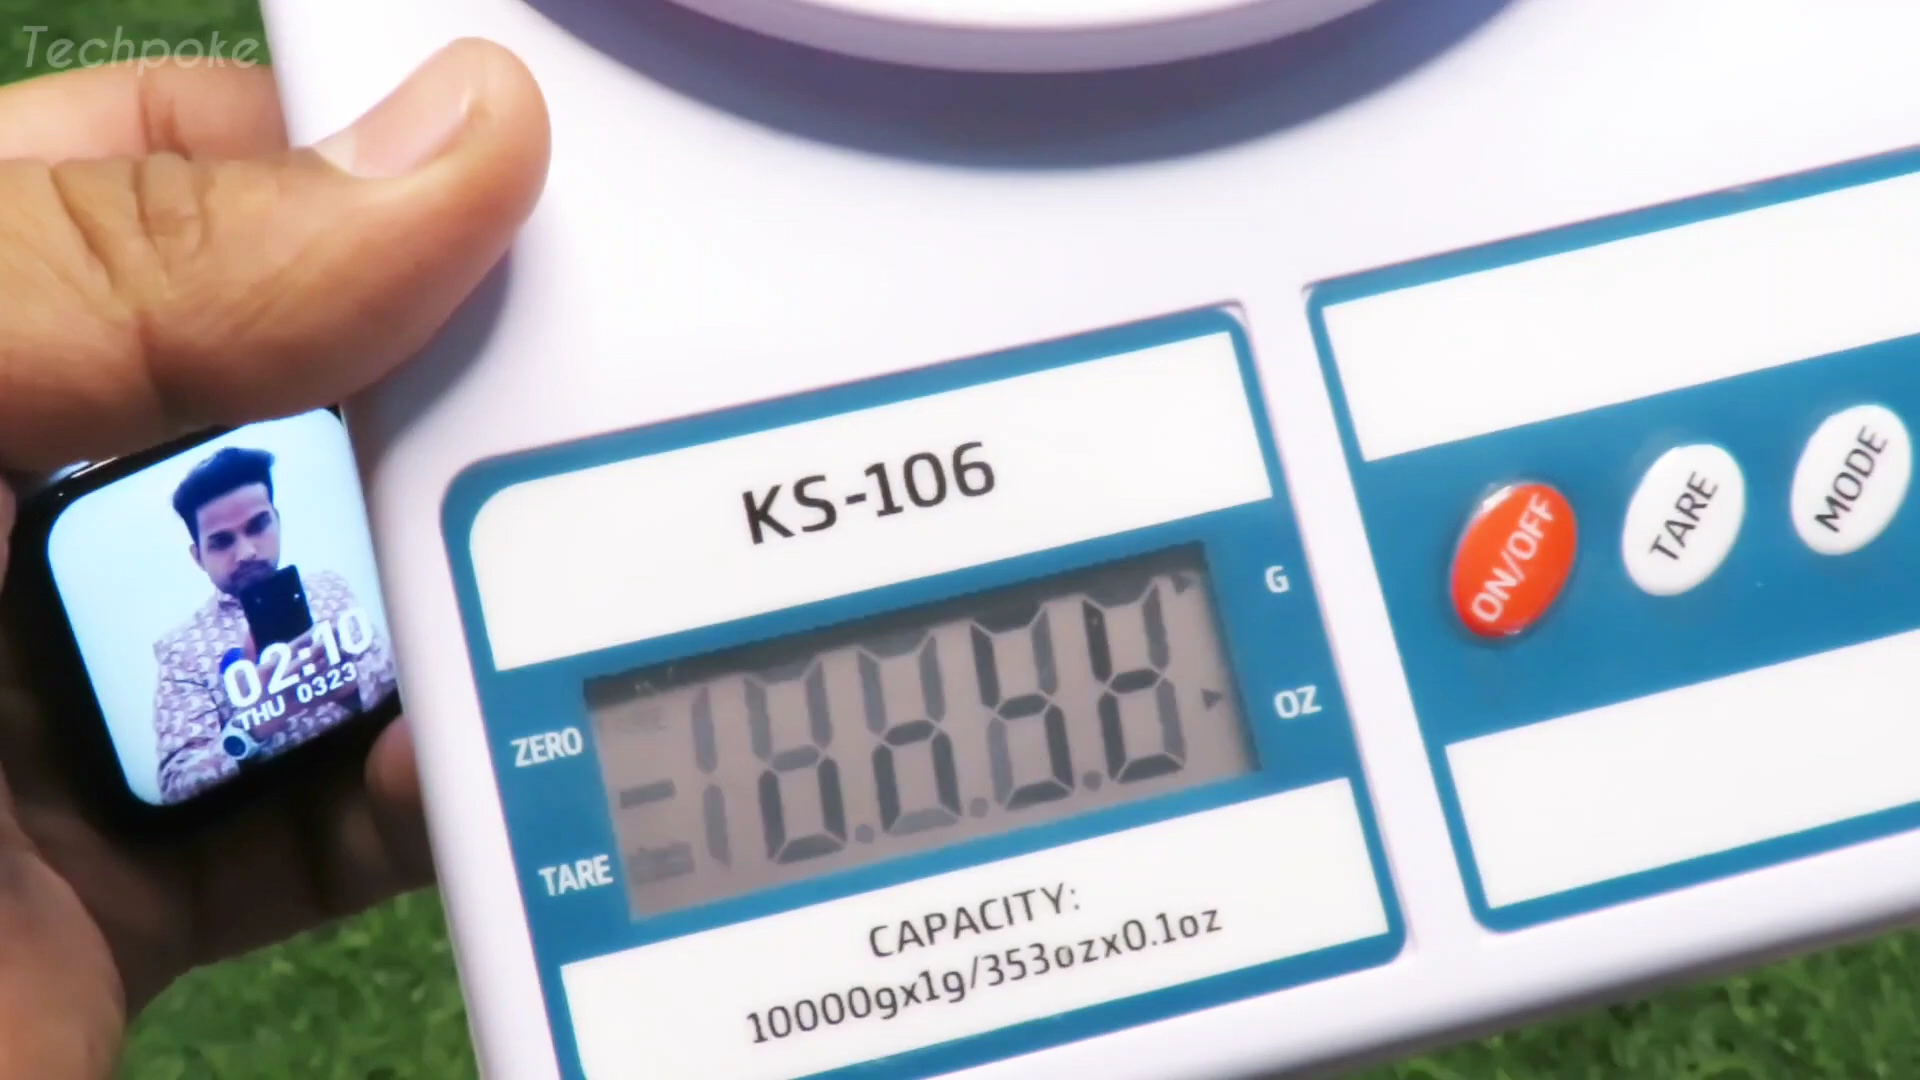 Techpoke
KS-106
G
OZ
ZERO
TARE
ON/OFF
TARE
MODE
02:10
THU 0323
CAPACITY:
10000gx1g/353ozx0.1oz